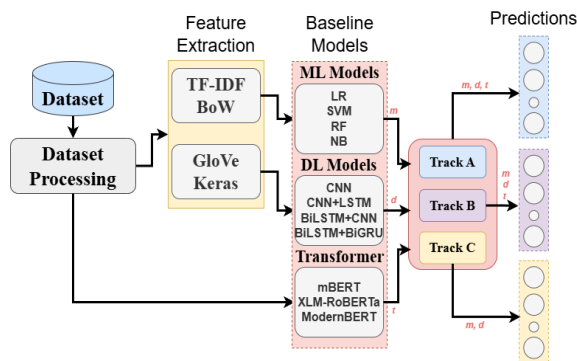 Feature
Extraction
Baseline
Models
Predictions
Dataset
Dataset
Processing
TF-IDF
BoW
GloVe
Keras
ML Models
LR
SVM
RF
NB
DL Models
CNN
CNN+LSTM
BiLSTM+CNN
BiLSTM+BiGRU
Transformer
mBERT
XLM-RoBERTa
ModernBERT
m
d
t
Track A
Track B
Track C
m, d, t
m
d
t
m, d